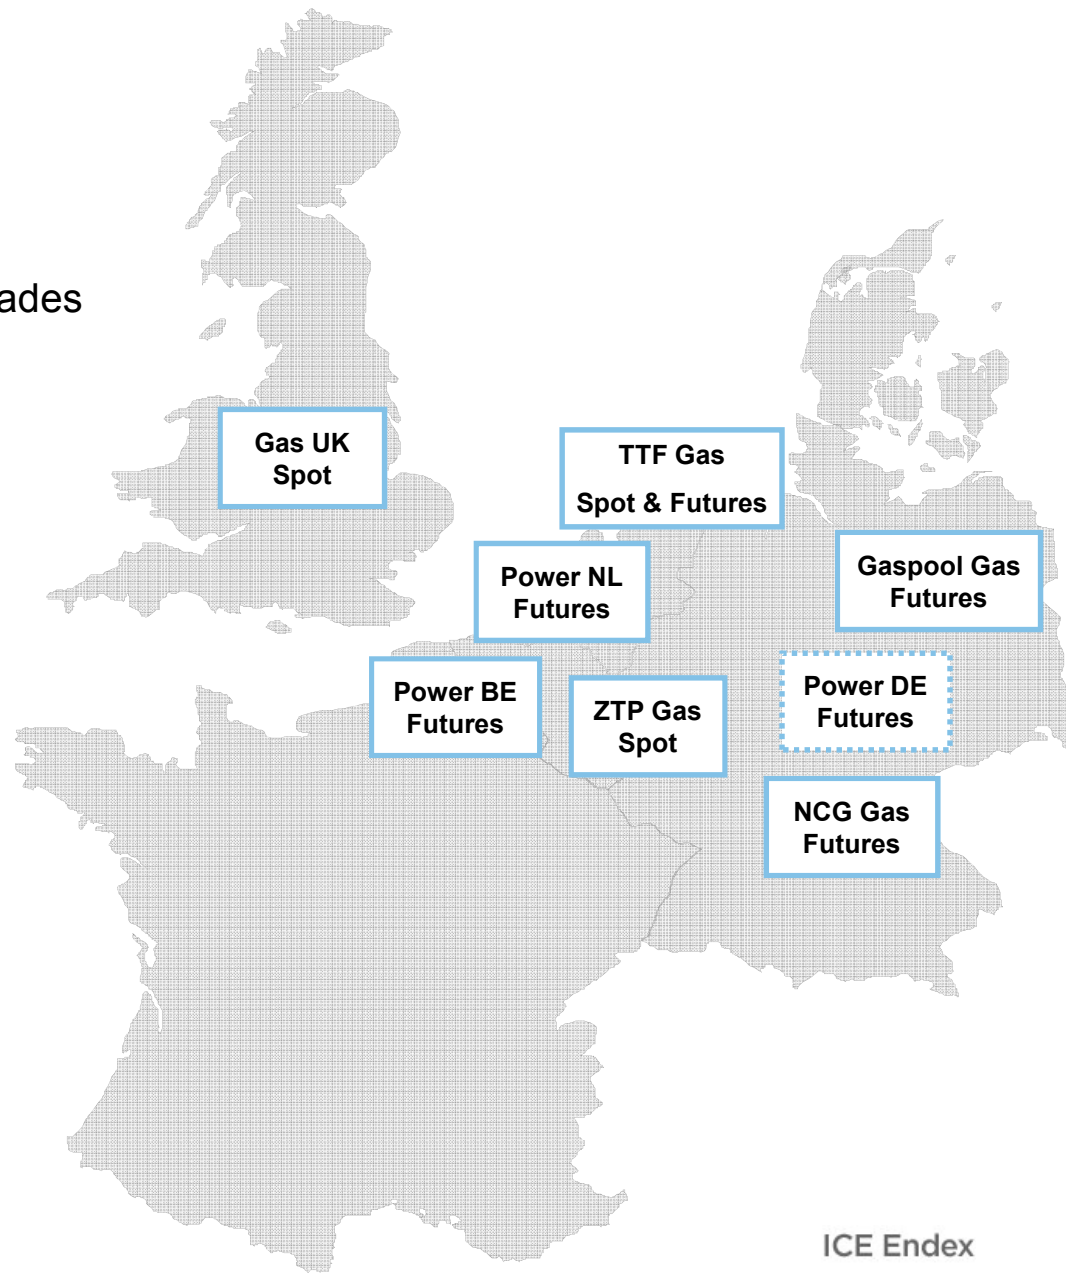 Gas UK
Spot
TTF Gas
Spot & Futures
Power NL
Futures
Gaspool Gas
Futures
Power BE
Futures
ZTP Gas
Spot
Power DE
Futures
NCG Gas
Futures
ICE Endex